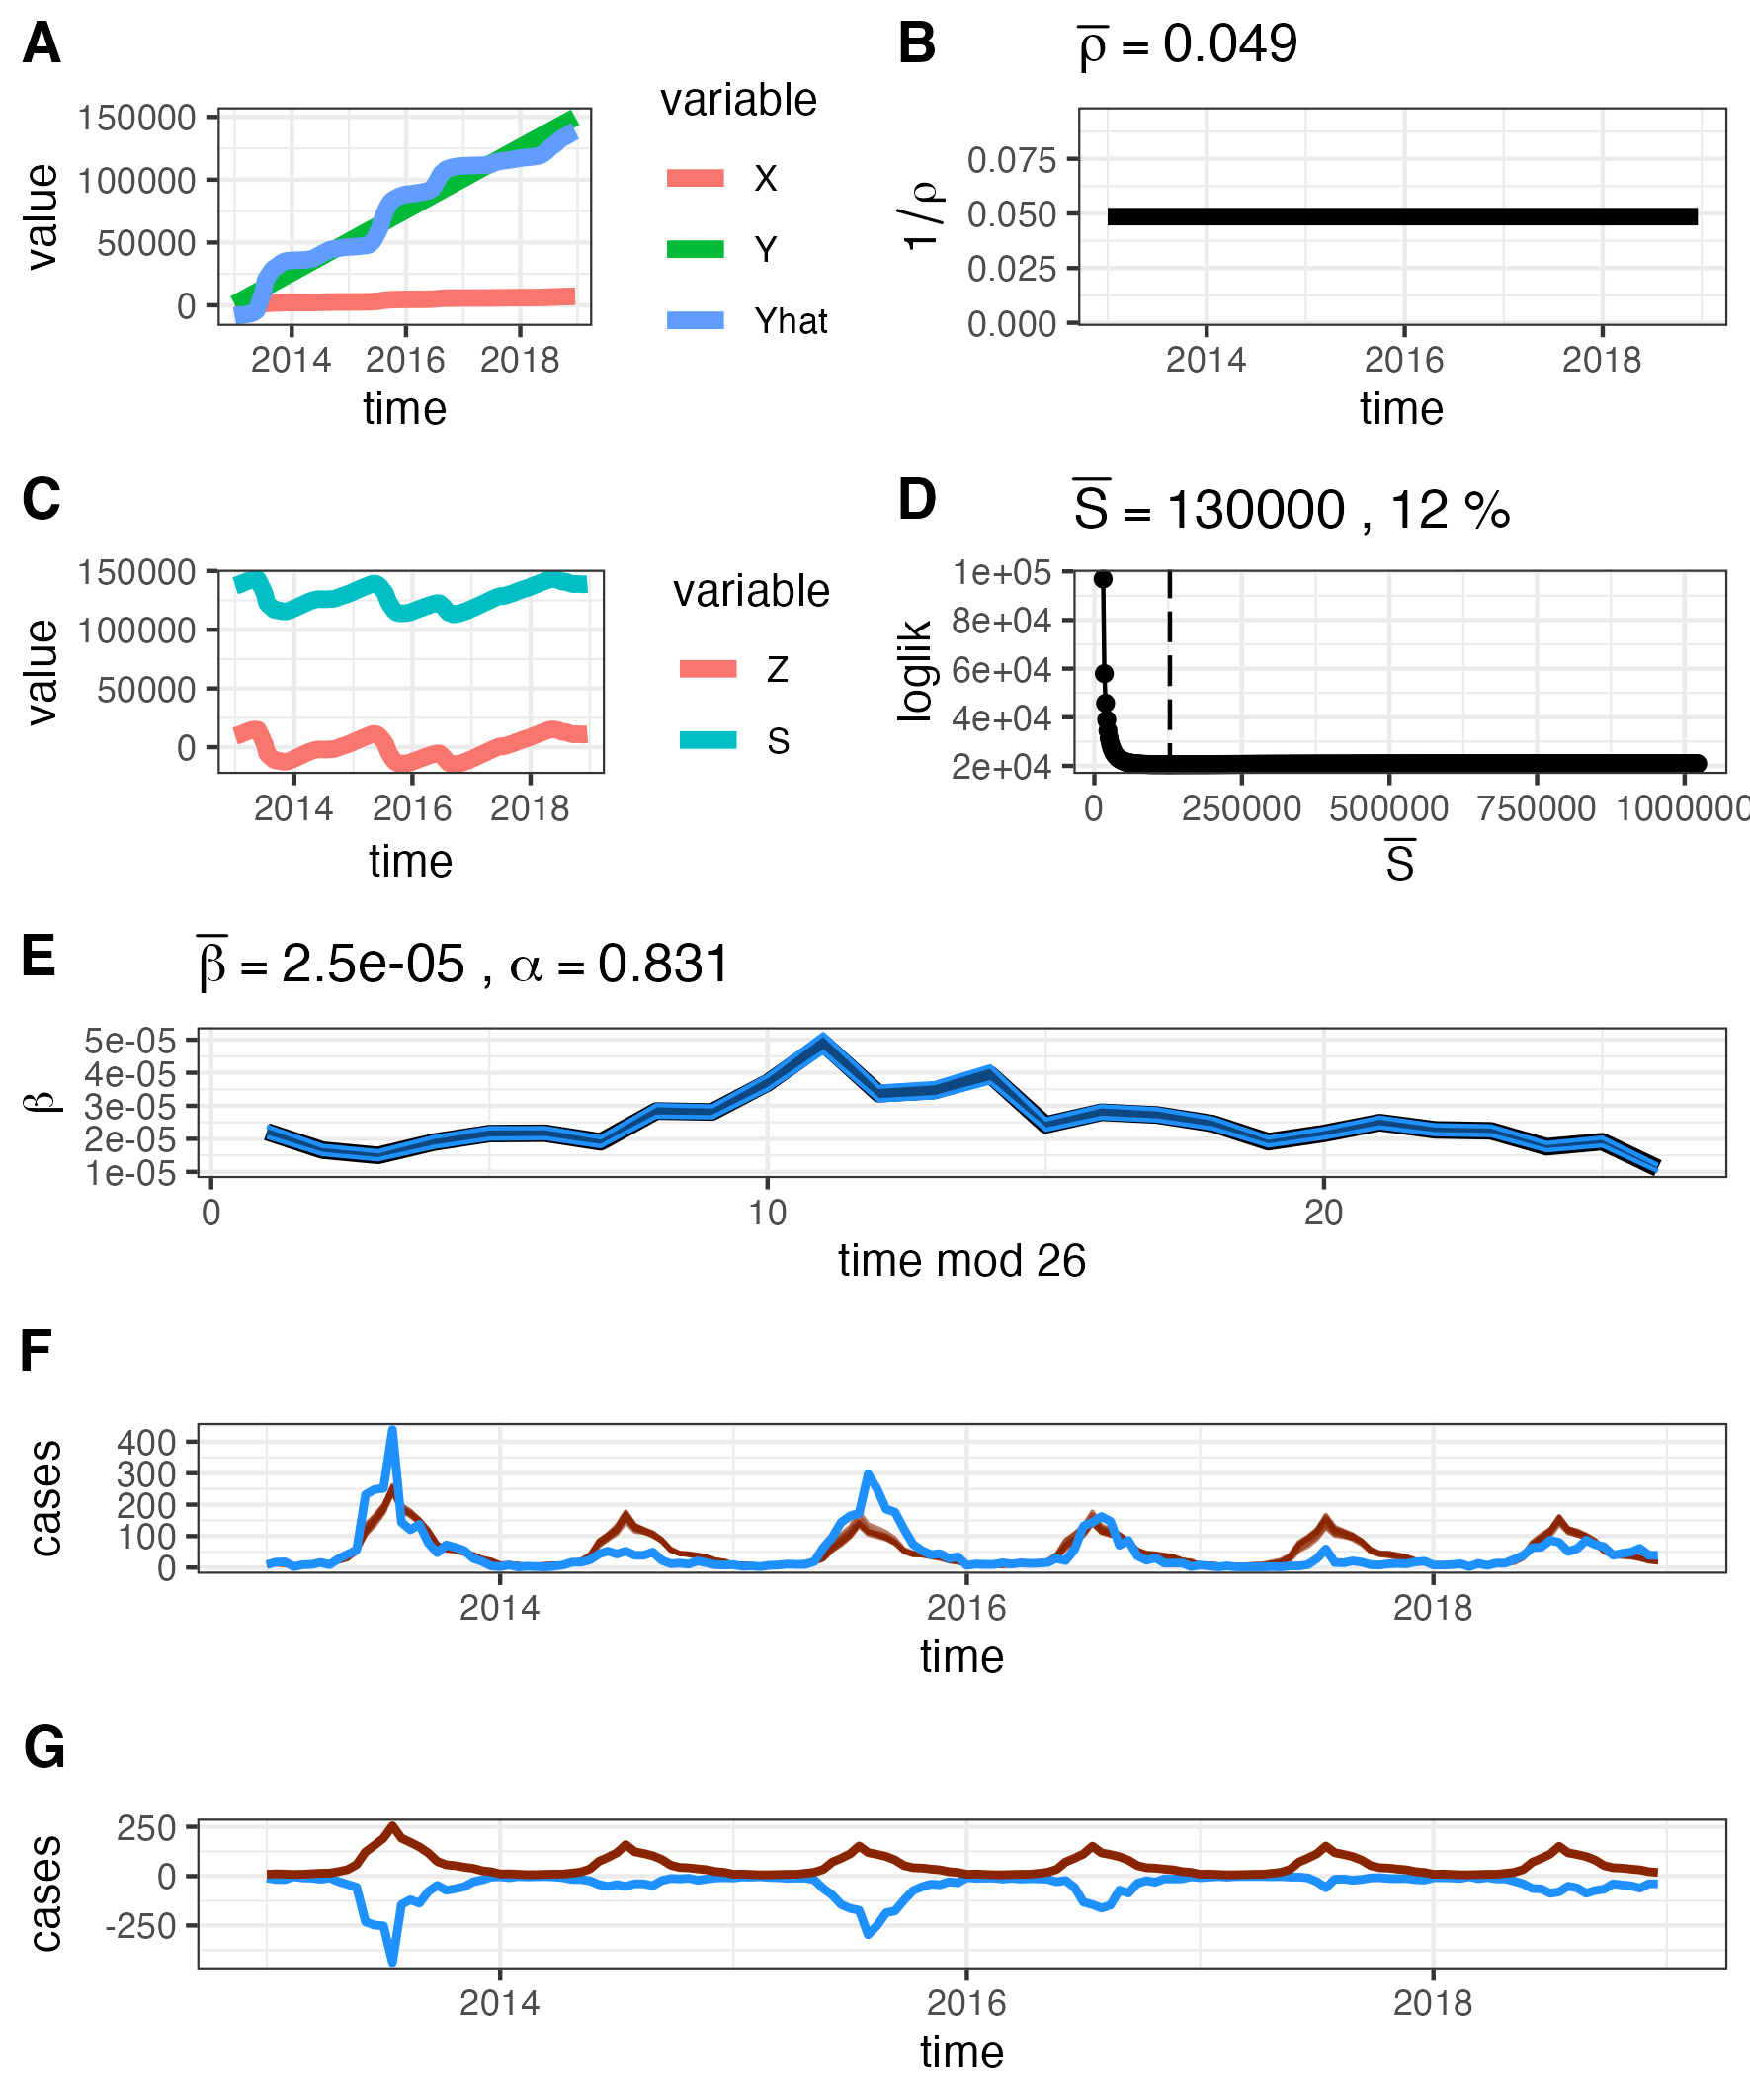 A
150000
100000
50000
0
value
2014 2016 2018
time
variable
X
Y
Yhat
B
ρ̅ = 0.049
0.075
0.050
0.025
0.000
1/ρ
2014 2016 2018
time
C
150000
100000
50000
0
value
2014 2016 2018
time
variable
Z
S
D
S̅ = 130000 , 12 %
1e+05
8e+04
6e+04
4e+04
2e+04
loglik
0 250000 500000 750000 1000000
S̅
E
β̅ = 2.5e-05 , α = 0.831
5e-05
4e-05
3e-05
2e-05
1e-05
β
0 10 20
time mod 26
F
400
300
200
100
0
cases
2014 2016 2018
time
G
250
0
-250
cases
2014 2016 2018
time